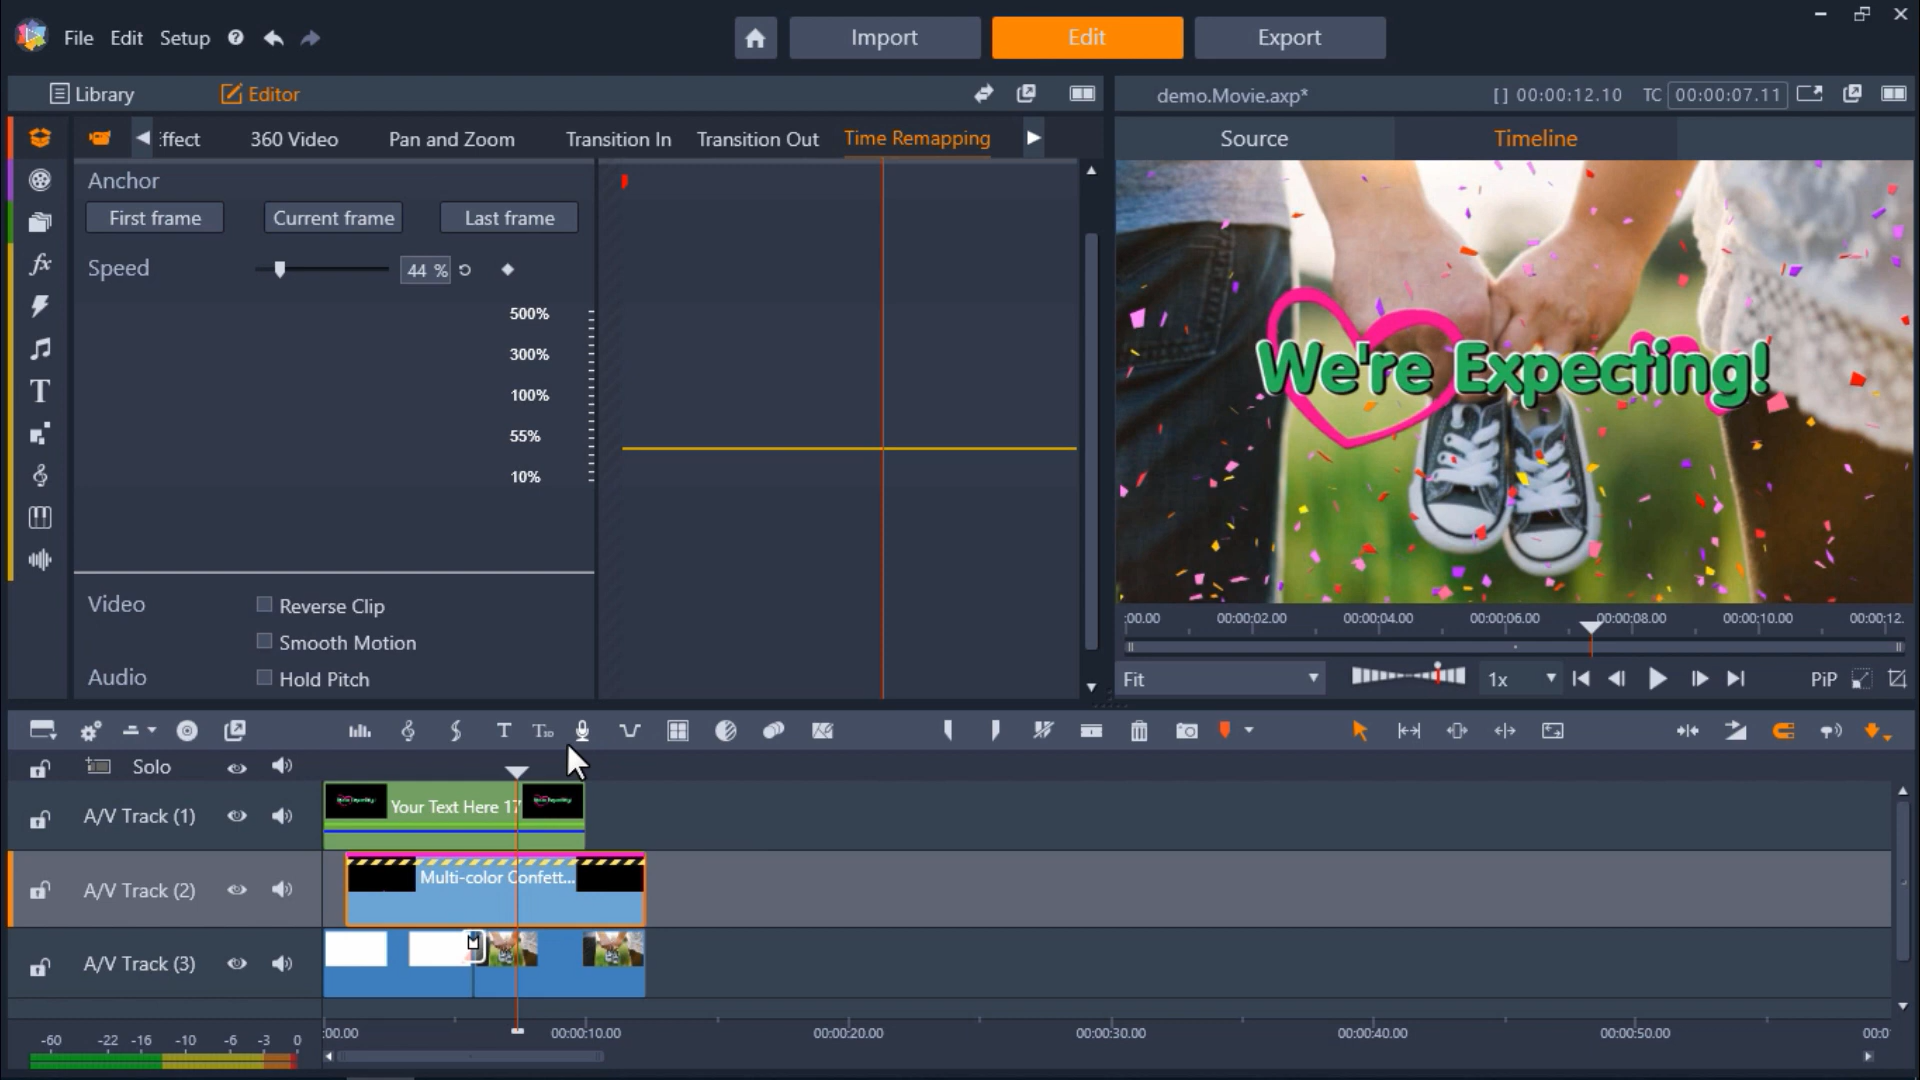 File Edit Setup ? Import Edit Export
Library Editor
demo.Movie.axp* [ ] 00:00:12.10 TC 00:00:07.11
ffect 360 Video Pan and Zoom Transition In Transition Out Time Remapping
Source Timeline
Anchor
First frame Current frame Last frame
Speed 44 %
500%
300%
100%
55%
10%
We're Expecting!
Video Reverse Clip
Smooth Motion
Audio Hold Pitch
:00.00 00:00:02.00 00:00:04.00 00:00:06.00 00:00:08.00 00:00:10.00 00:00:12.
Fit 1x PiP
T T3D
Solo
A/V Track (1) Your Text Here 17
A/V Track (2) Multi-color Confett...
A/V Track (3)
-60 -22 -16 -10 -6 -3 0
:00.00 00:00:10.00 00:00:20.00 00:00:30.00 00:00:40.00 00:00:50.00 00:0